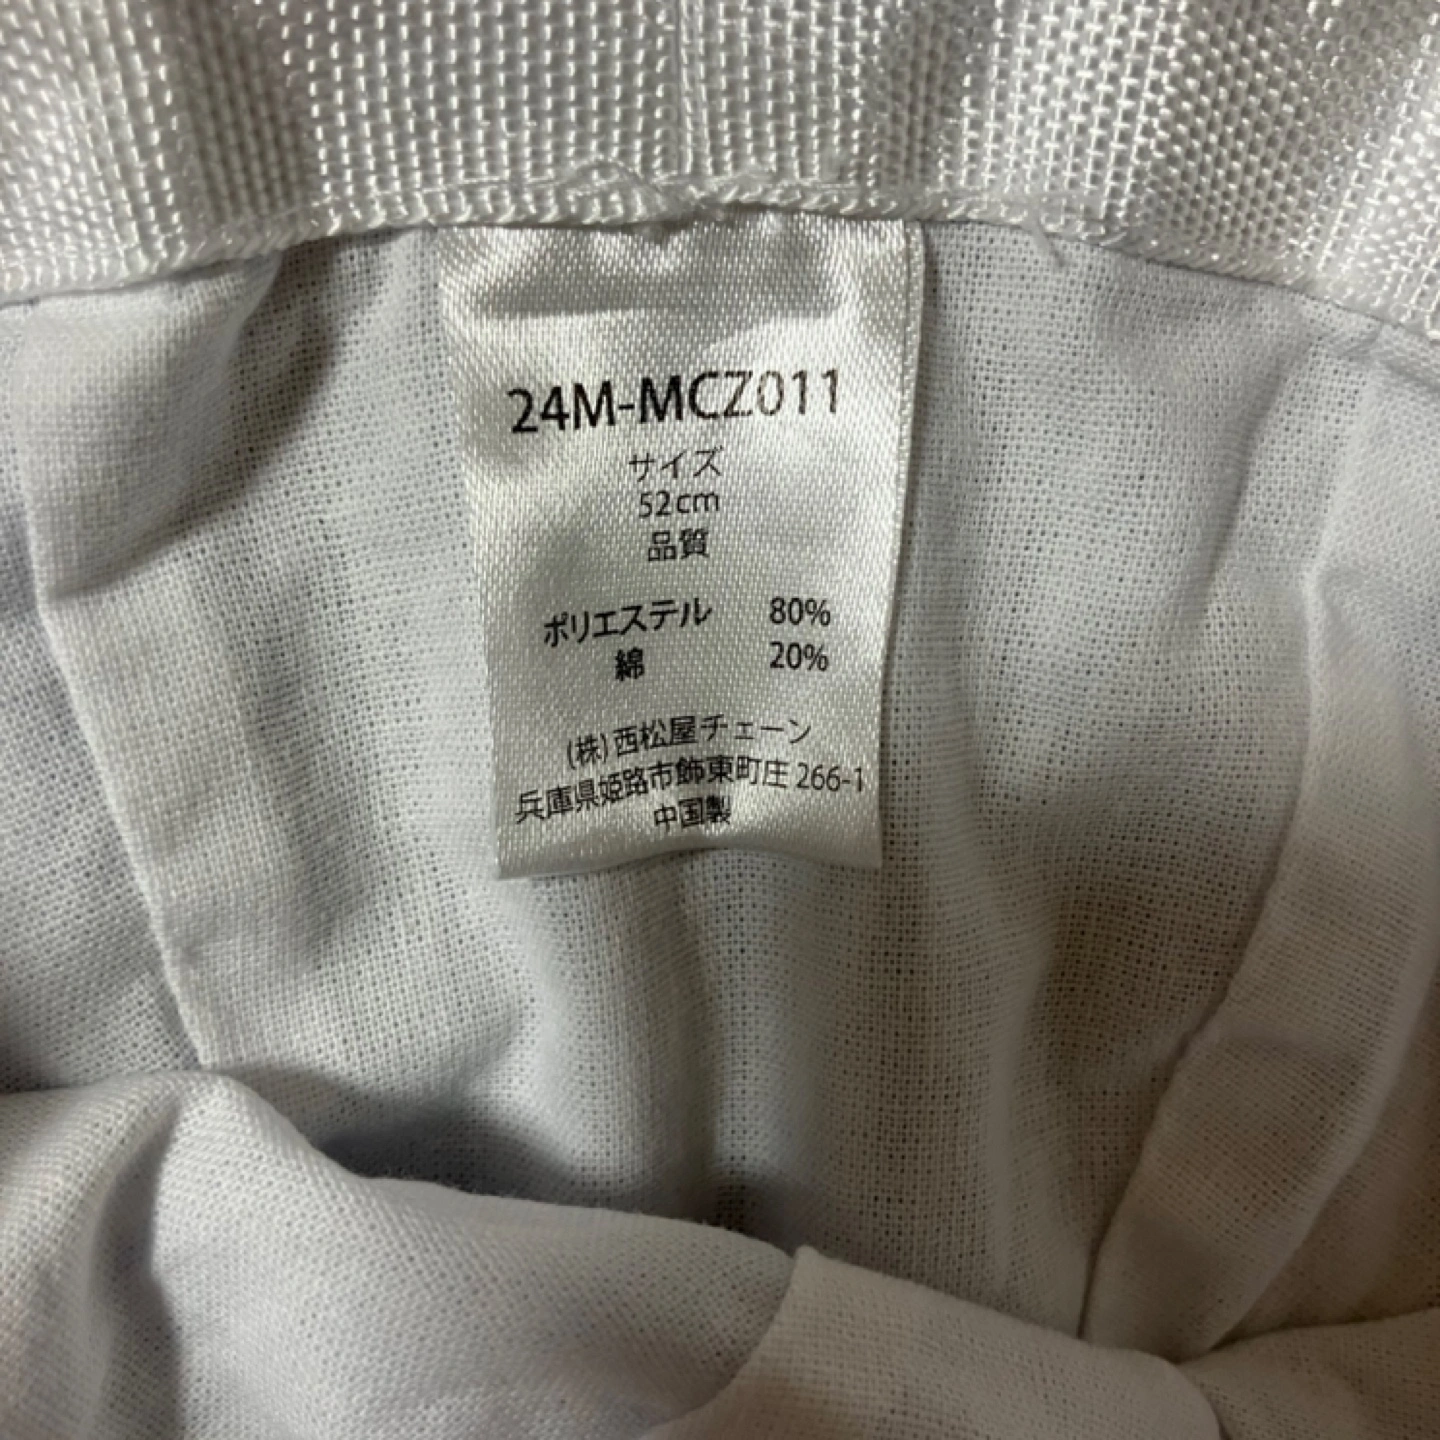 24M-MCZ011
サイズ
52cm
品質
ポリエステル 80%
綿 20%
(株)西松屋チェーン
兵庫県姫路市飾東町庄 266-1
中国製